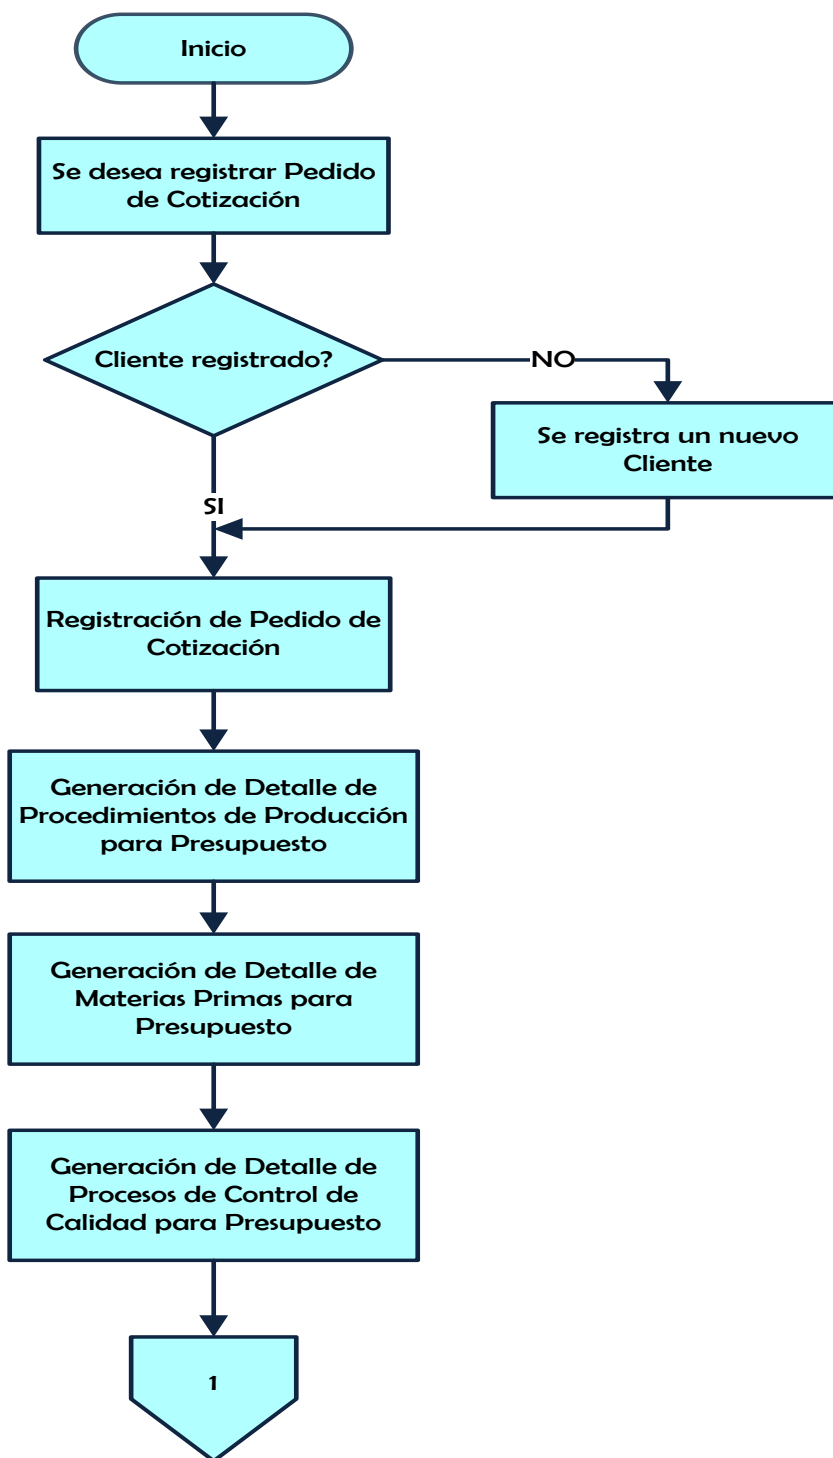 Inicio
Se desea registrar Pedido
de Cotización
Cliente registrado?
NO
Se registra un nuevo
Cliente
SI
Registración de Pedido de
Cotización
Generación de Detalle de
Procedimientos de Producción
para Presupuesto
Generación de Detalle de
Materias Primas para
Presupuesto
Generación de Detalle de
Procesos de Control de
Calidad para Presupuesto
1